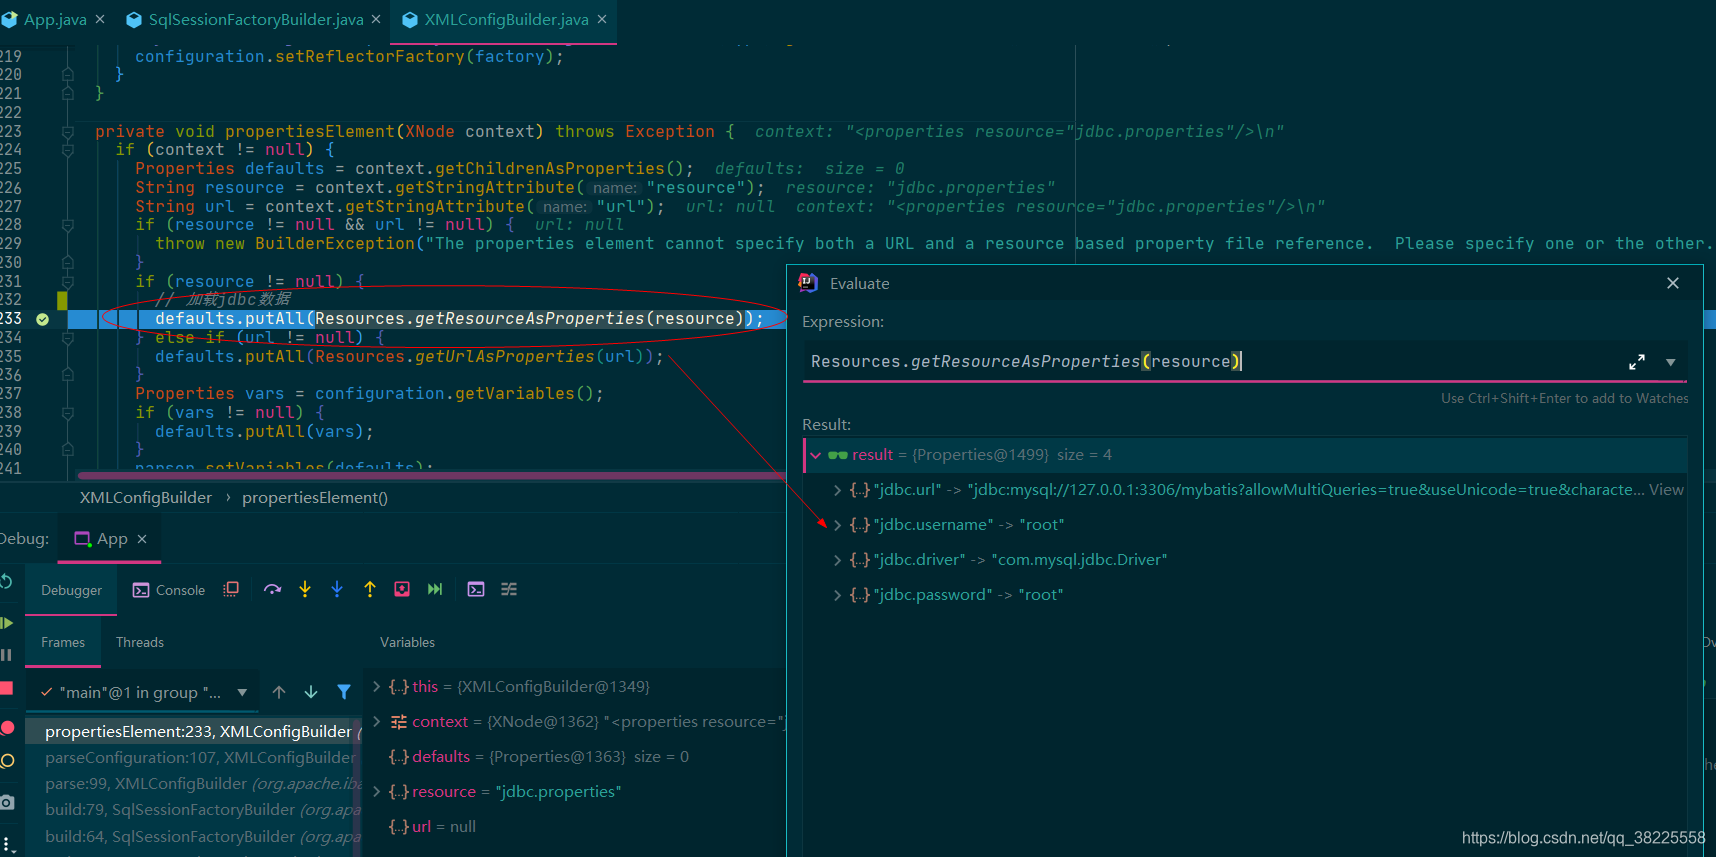 App.java
SqlSessionFactoryBuilder.java
XMLConfigBuilder.java
219 configuration.setReflectorFactory(factory);
220 }
221 }
222
223 private void propertiesElement(XNode context) throws Exception { context: "<properties resource="jdbc.properties"/>\n"
224 if (context != null) {
225 Properties defaults = context.getChildrenAsProperties(); defaults: size = 0
226 String resource = context.getStringAttribute( name: "resource"); resource: "jdbc.properties"
227 String url = context.getStringAttribute( name: "url"); url: null context: "<properties resource="jdbc.properties"/>\n"
228 if (resource != null && url != null) { url: null
229 throw new BuilderException("The properties element cannot specify both a URL and a resource based property file reference. Please specify one or the other.
230 }
231 if (resource != null) {
232 // 加载jdbc数据
233 defaults.putAll(Resources.getResourceAsProperties(resource));
234 } else if (url != null) {
235 defaults.putAll(Resources.getUrlAsProperties(url));
236 }
237 Properties vars = configuration.getVariables();
238 if (vars != null) {
239 defaults.putAll(vars);
240 }
241 parser.setVariables(defaults);
XMLConfigBuilder › propertiesElement()
Debug: App
Debugger Console
Frames Threads Variables
"main"@1 in group "...
propertiesElement:233, XMLConfigBuilder
parseConfiguration:107, XMLConfigBuilder
parse:99, XMLConfigBuilder (org.apache.iba
build:79, SqlSessionFactoryBuilder (org.apa
build:64, SqlSessionFactoryBuilder (org.apa
this = {XMLConfigBuilder@1349}
context = {XNode@1362} "<properties resource="
defaults = {Properties@1363} size = 0
resource = "jdbc.properties"
url = null
Evaluate
Expression:
Resources.getResourceAsProperties(resource)
Use Ctrl+Shift+Enter to add to Watches
Result:
result = {Properties@1499} size = 4
{...} "jdbc.url" -> "jdbc:mysql://127.0.0.1:3306/mybatis?allowMultiQueries=true&useUnicode=true&characte... View
{...} "jdbc.username" -> "root"
{...} "jdbc.driver" -> "com.mysql.jdbc.Driver"
{...} "jdbc.password" -> "root"
https://blog.csdn.net/qq_38225558